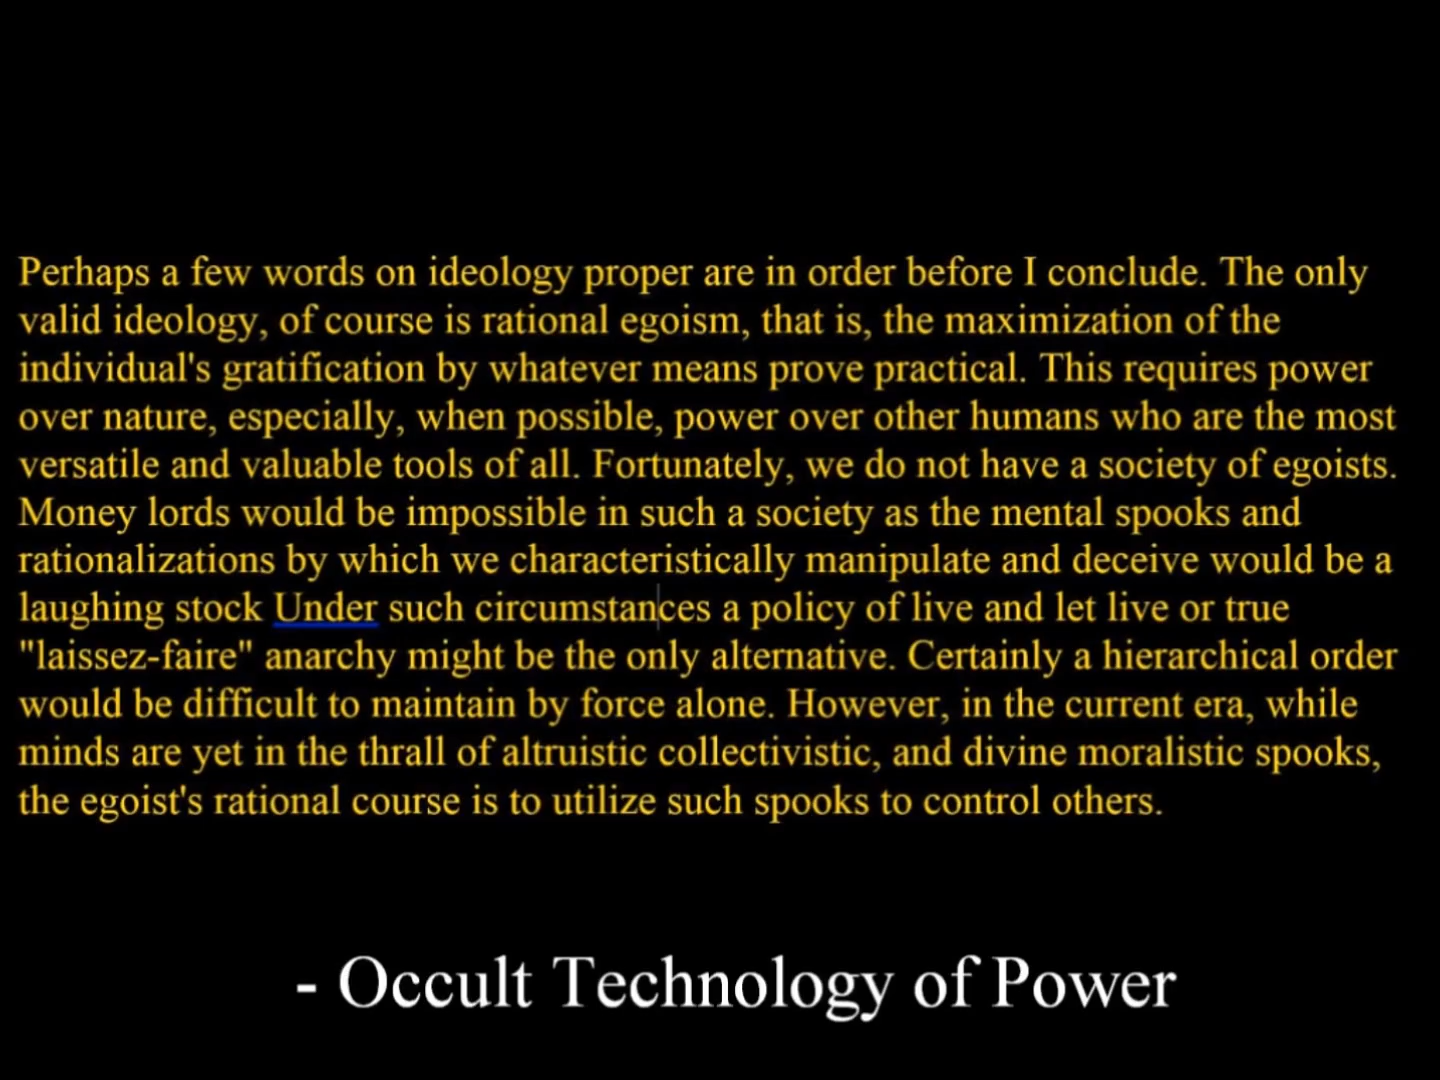 Perhaps a few words on ideology proper are in order before I conclude. The only
valid ideology, of course is rational egoism, that is, the maximization of the
individual's gratification by whatever means prove practical. This requires power
over nature, especially, when possible, power over other humans who are the most
versatile and valuable tools of all. Fortunately, we do not have a society of egoists.
Money lords would be impossible in such a society as the mental spooks and
rationalizations by which we characteristically manipulate and deceive would be a
laughing stock Under such circumstances a policy of live and let live or true
"laissez-faire" anarchy might be the only alternative. Certainly a hierarchical order
would be difficult to maintain by force alone. However, in the current era, while
minds are yet in the thrall of altruistic collectivistic, and divine moralistic spooks,
the egoist's rational course is to utilize such spooks to control others.
- Occult Technology of Power